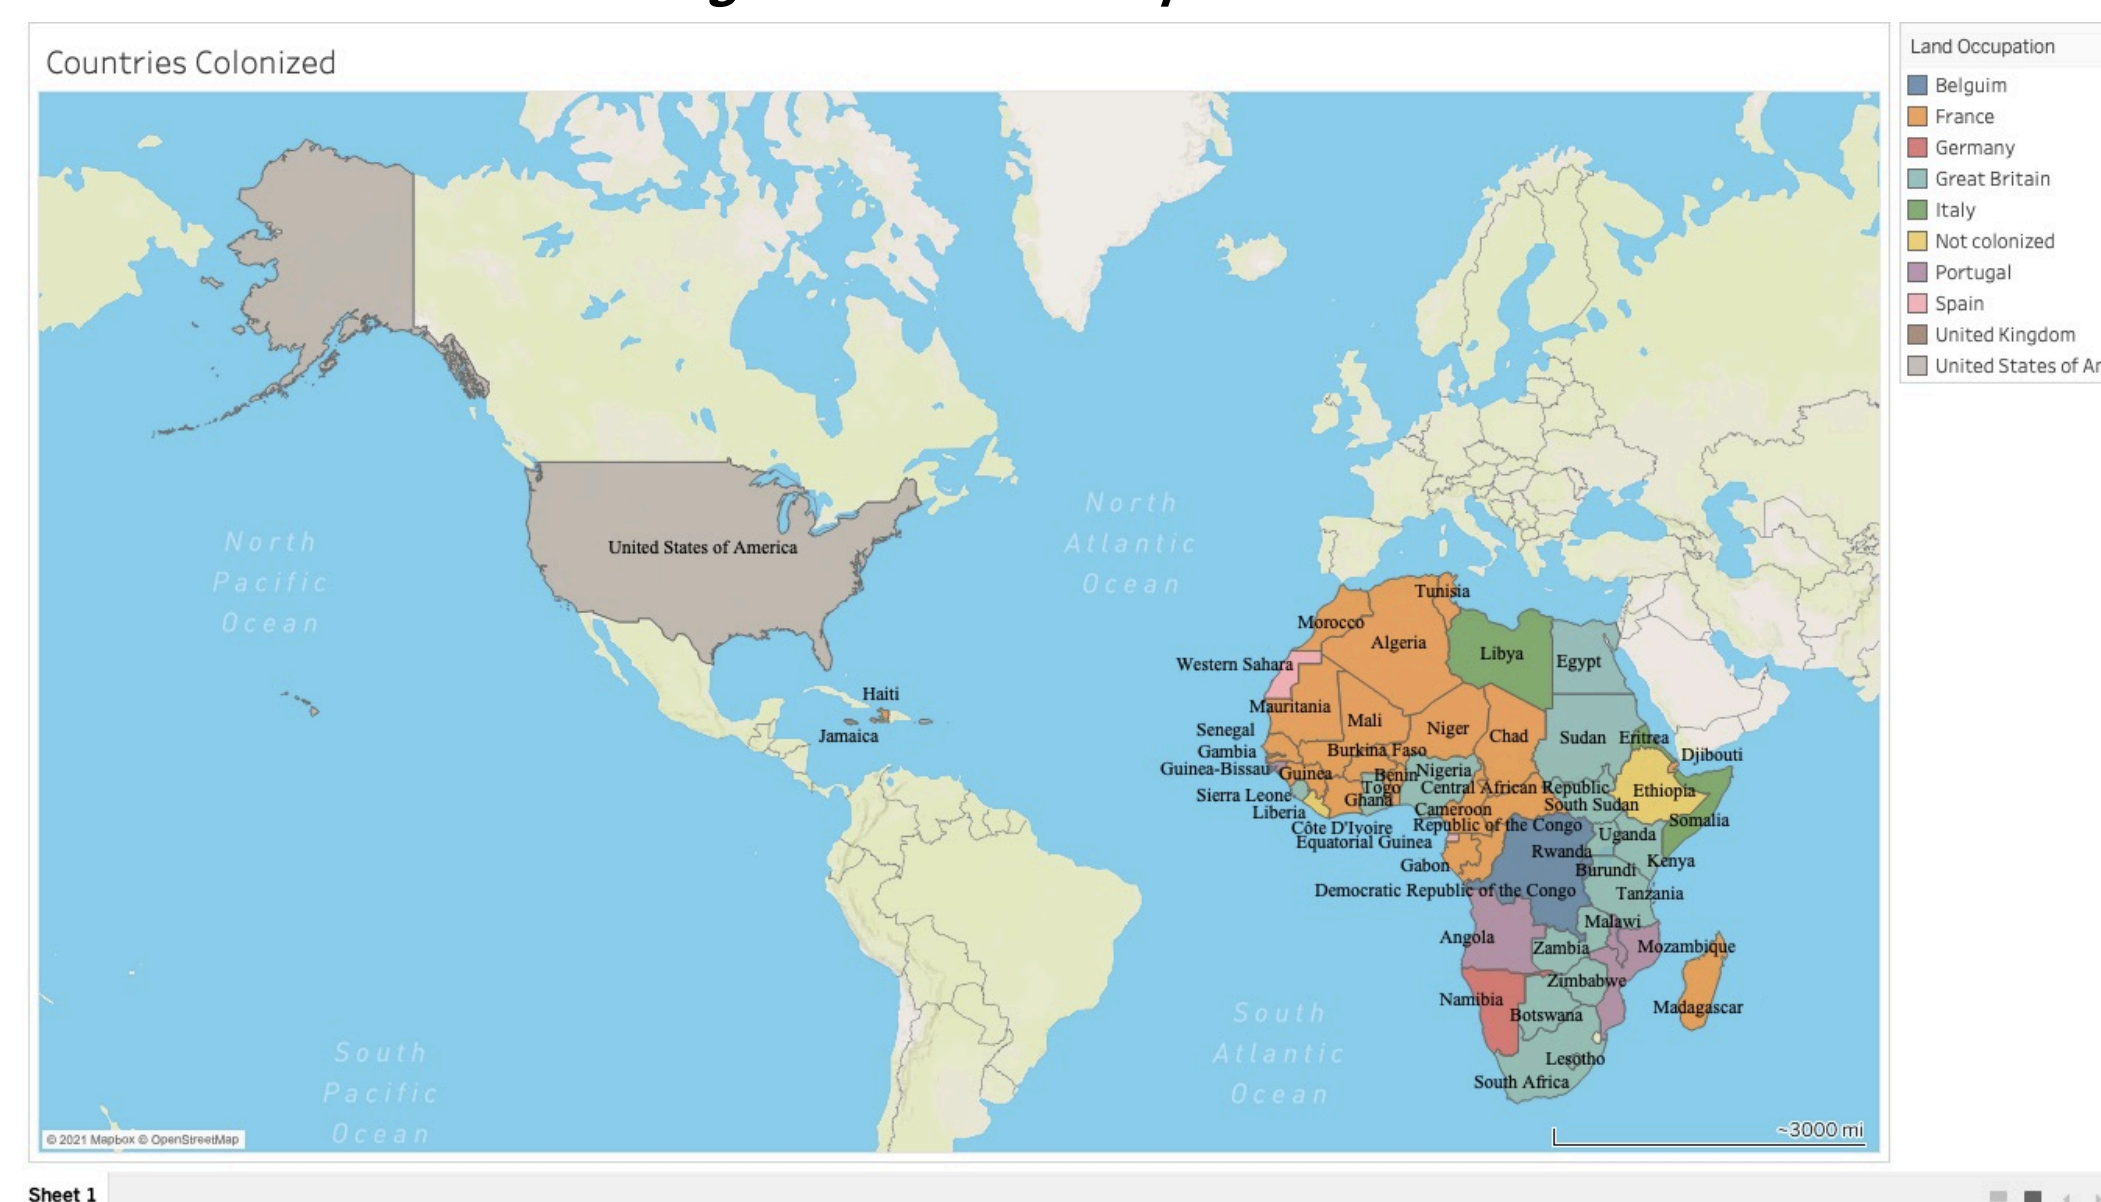 Countries Colonized
Land Occupation
Belguim
France
Germany
Great Britain
Italy
Not colonized
Portugal
Spain
United Kingdom
United States of Ar
North
Pacific
Ocean
United States of America
North
Atlantic
Ocean
Haiti
Jamaica
Tunisia
Morocco
Algeria
Libya
Egypt
Western Sahara
Mauritania
Mali
Niger
Chad
Sudan
Eritrea
Senegal
Gambia
Burkina Faso
Djibouti
Guinea-Bissau
Guinea
Benin
Nigeria
Togo
Central African Republic
Ethiopia
Sierra Leone
Ghana
South Sudan
Liberia
Cameroon
Somalia
Côte D'Ivoire
Republic of the Congo
Uganda
Equatorial Guinea
Rwanda
Kenya
Gabon
Burundi
Democratic Republic of the Congo
Tanzania
Malawi
Angola
Zambia
Mozambique
Zimbabwe
Namibia
Botswana
Madagascar
Lesotho
South Africa
South
Atlantic
Ocean
South
Pacific
Ocean
© 2021 Mapbox © OpenStreetMap
~3000 mi
Sheet 1